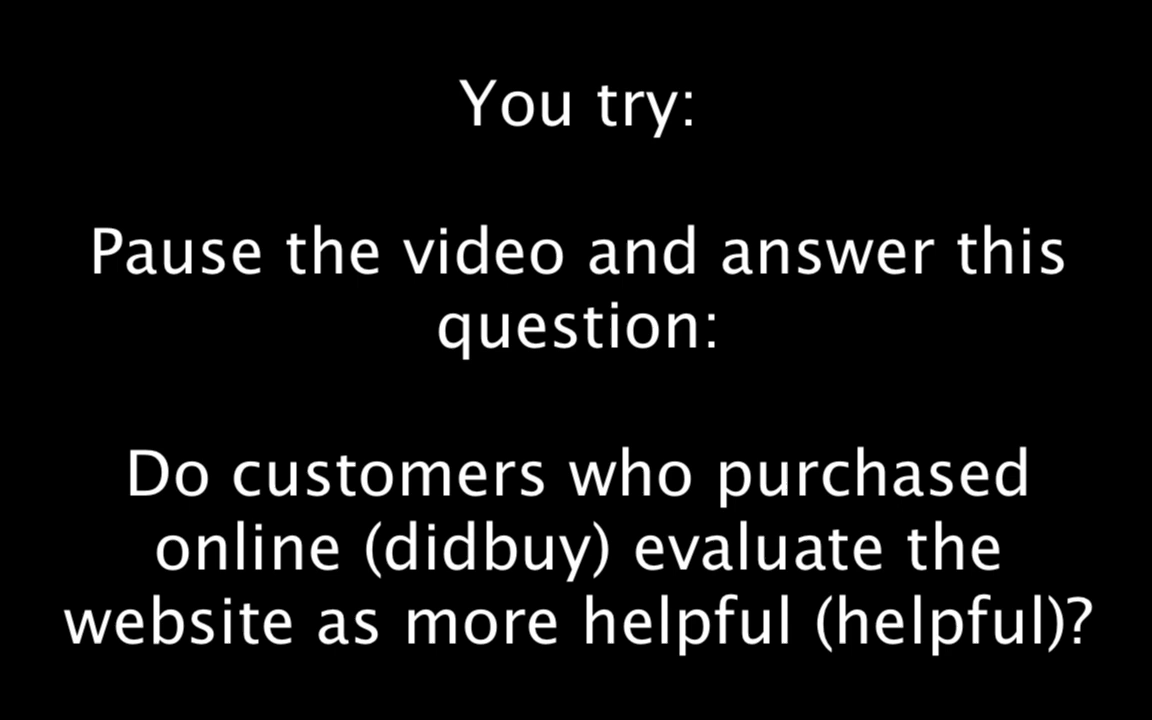 You try:
Pause the video and answer this
question:
Do customers who purchased
online (didbuy) evaluate the
website as more helpful (helpful)?